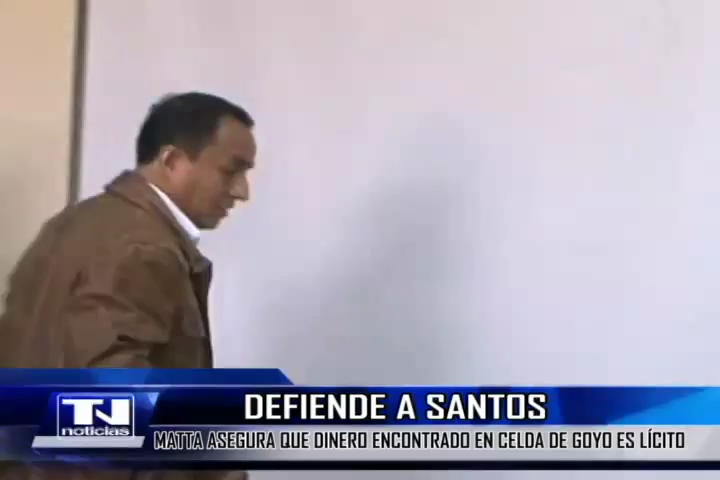 DEFIENDE A SANTOS
TN
noticias
MATTA ASEGURA QUE DINERO ENCONTRADO EN CELDA DE GOYO ES LÍCITO